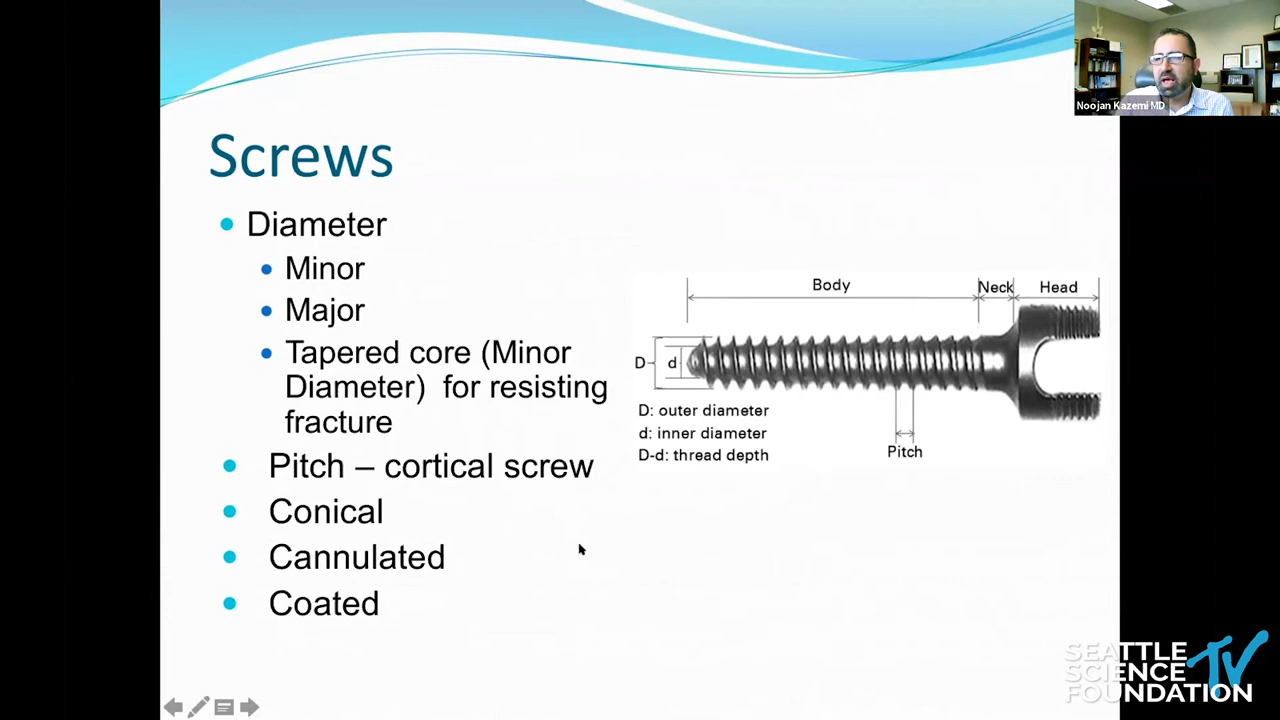 Noojan Kazemi MD
Screws
Diameter
Minor
Major
Tapered core (Minor
Diameter) for resisting
fracture
Pitch – cortical screw
Conical
Cannulated
Coated
Body
Neck
Head
D
d
D: outer diameter
d: inner diameter
D-d: thread depth
Pitch
SEATTLE
SCIENCE
FOUNDATION
TV